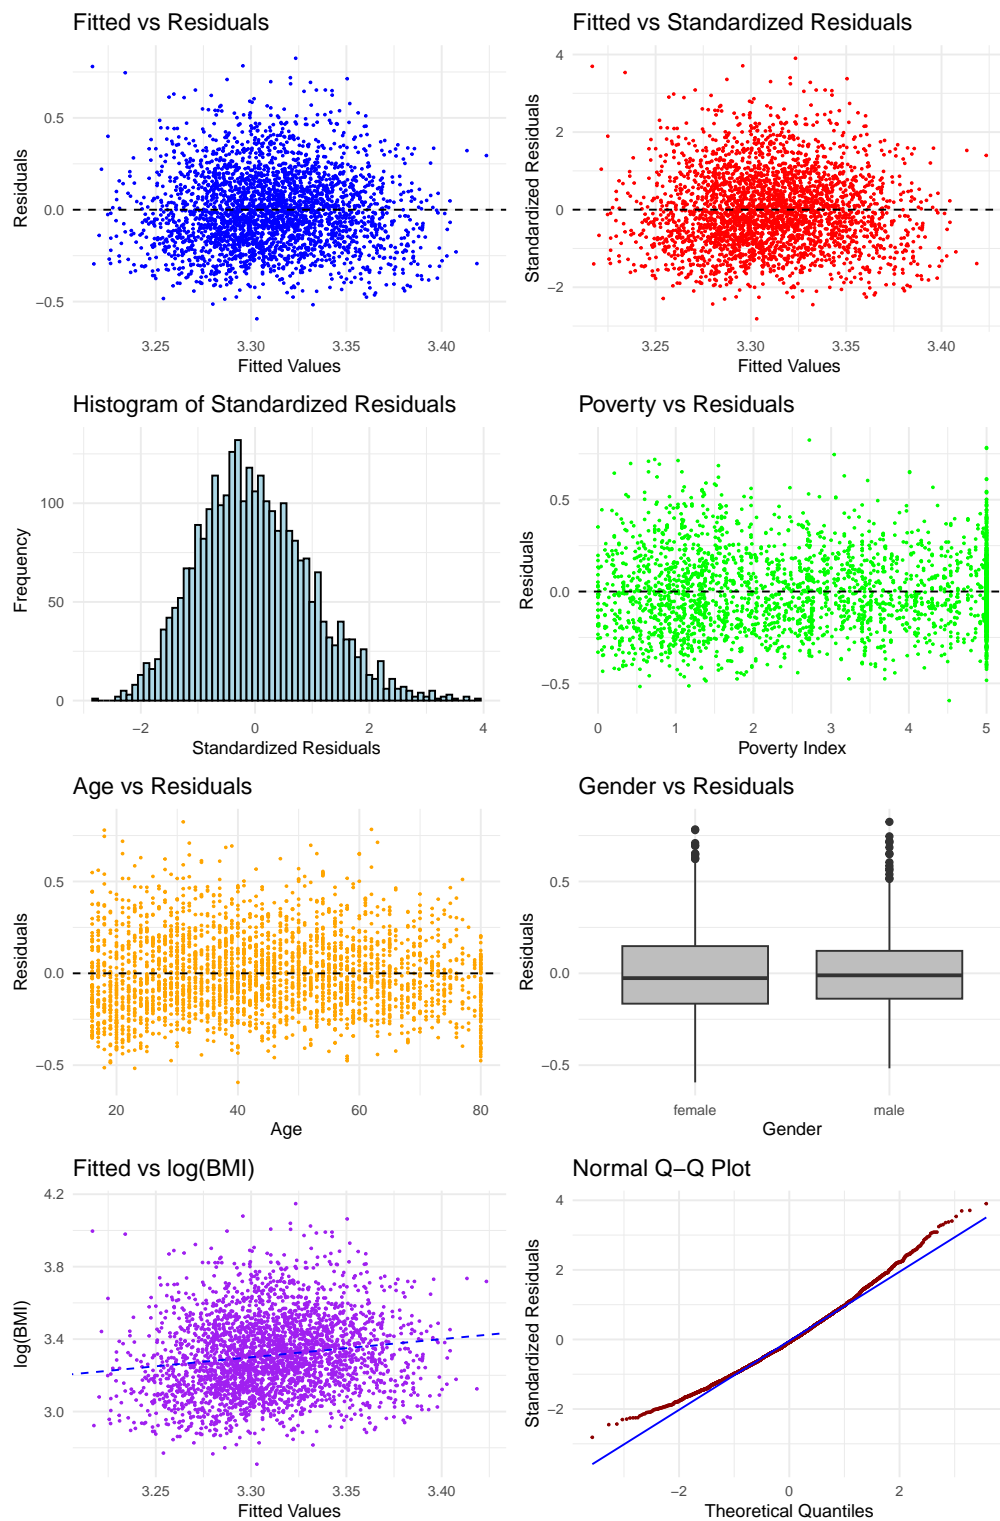 Fitted vs Residuals
Residuals
0.5
0.0
−0.5
3.25 3.30 3.35 3.40
Fitted Values
Fitted vs Standardized Residuals
Standardized Residuals
4
2
0
−2
3.25 3.30 3.35 3.40
Fitted Values
Histogram of Standardized Residuals
Frequency
100
50
0
−2 0 2 4
Standardized Residuals
Poverty vs Residuals
Residuals
0.5
0.0
−0.5
0 1 2 3 4 5
Poverty Index
Age vs Residuals
Residuals
0.5
0.0
−0.5
20 40 60 80
Age
Gender vs Residuals
Residuals
0.5
0.0
−0.5
female male
Gender
Fitted vs log(BMI)
log(BMI)
4.2
3.8
3.4
3.0
3.25 3.30 3.35 3.40
Fitted Values
Normal Q−Q Plot
Standardized Residuals
4
2
0
−2
−2 0 2
Theoretical Quantiles